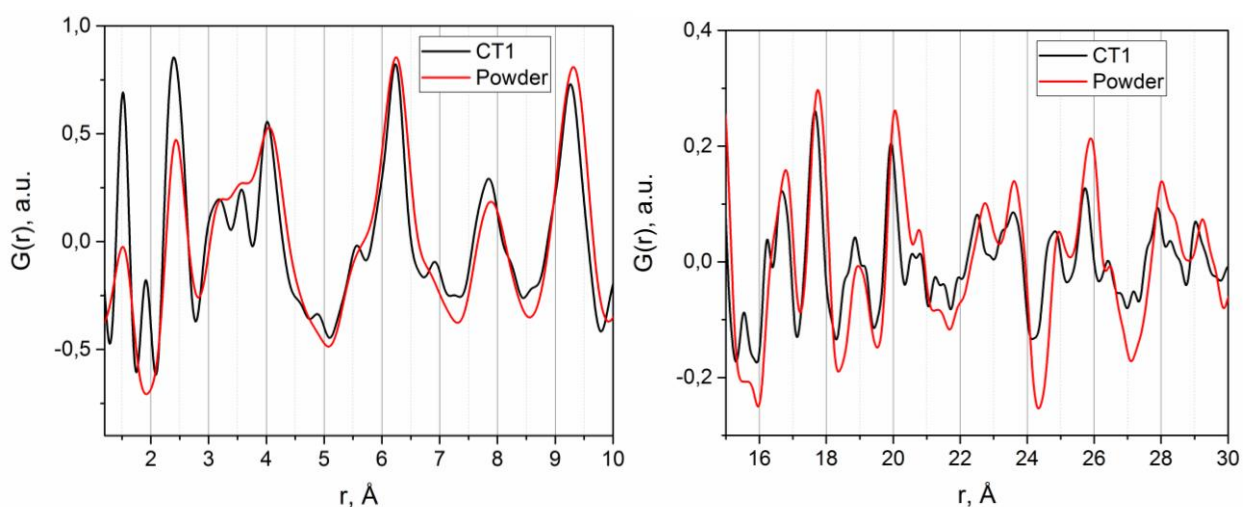 1,0
0,5
0,0
-0,5
G(r), a.u.
2 3 4 5 6 7 8 9 10
r, Å
CT1
Powder
0,4
0,2
0,0
-0,2
G(r), a.u.
16 18 20 22 24 26 28 30
r, Å
CT1
Powder